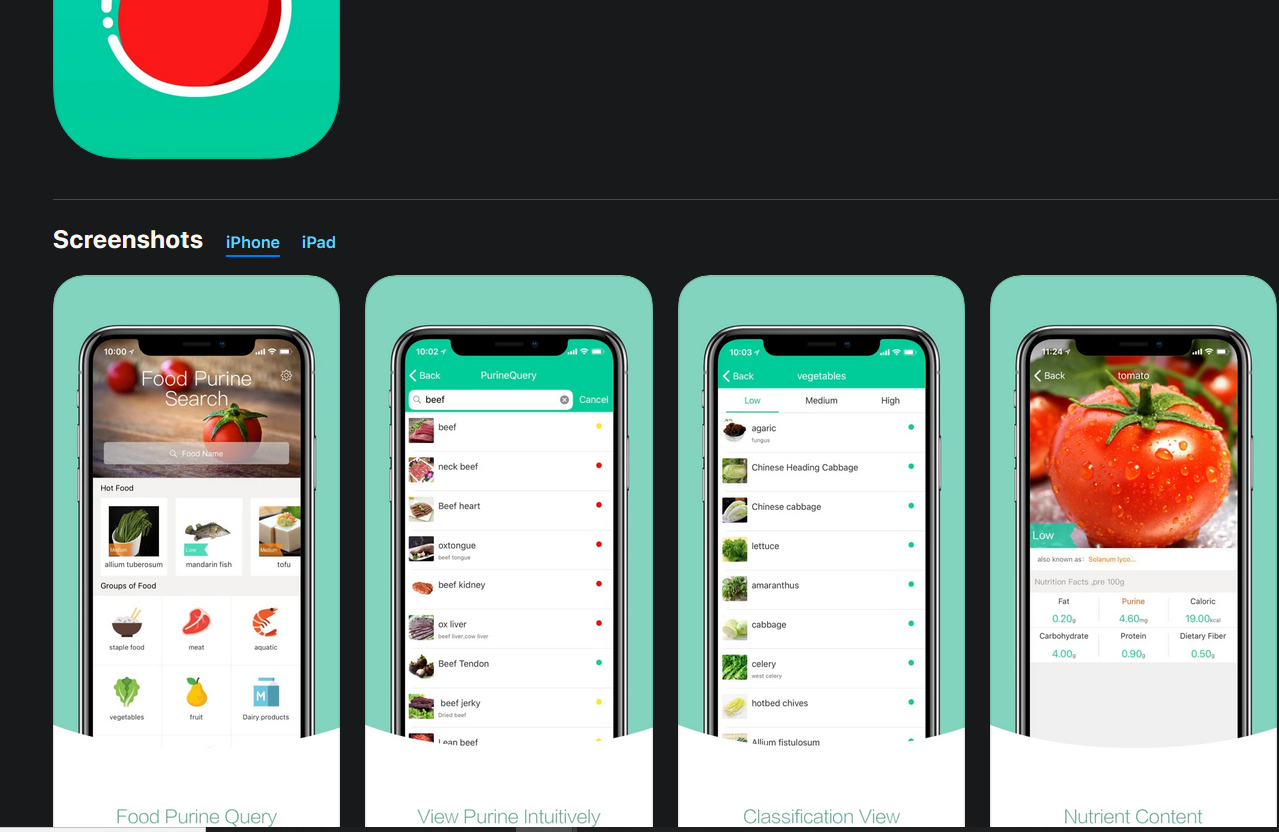 Screenshots iPhone iPad
10:00
Food Purine
Search
Food Name
Hot Food
Medium
Low
Medium
allium tuberosum
mandarin fish
tofu
Groups of Food
staple food
meat
aquatic
vegetables
fruit
M
Dairy products
Food Purine Query
10:02
Back
PurineQuery
beef
Cancel
beef
neck beef
Beef heart
oxtongue
beef tongue
beef kidney
ox liver
beef liver,cow liver
Beef Tendon
beef jerky
Dried beef
Lean beef
View Purine Intuitively
10:03
Back
vegetables
Low Medium High
agaric
fungus
Chinese Heading Cabbage
Chinese cabbage
lettuce
amaranthus
cabbage
celery
west celery
hotbed chives
Allium fistulosum
Classification View
11:24
Back
tomato
Low
also known as: Solanum lyco...
Nutrition Facts ,pre 100g
Fat Purine Caloric
0.20g 4.60mg 19.00kcal
Carbohydrate Protein Dietary Fiber
4.00g 0.90g 0.50g
Nutrient Content